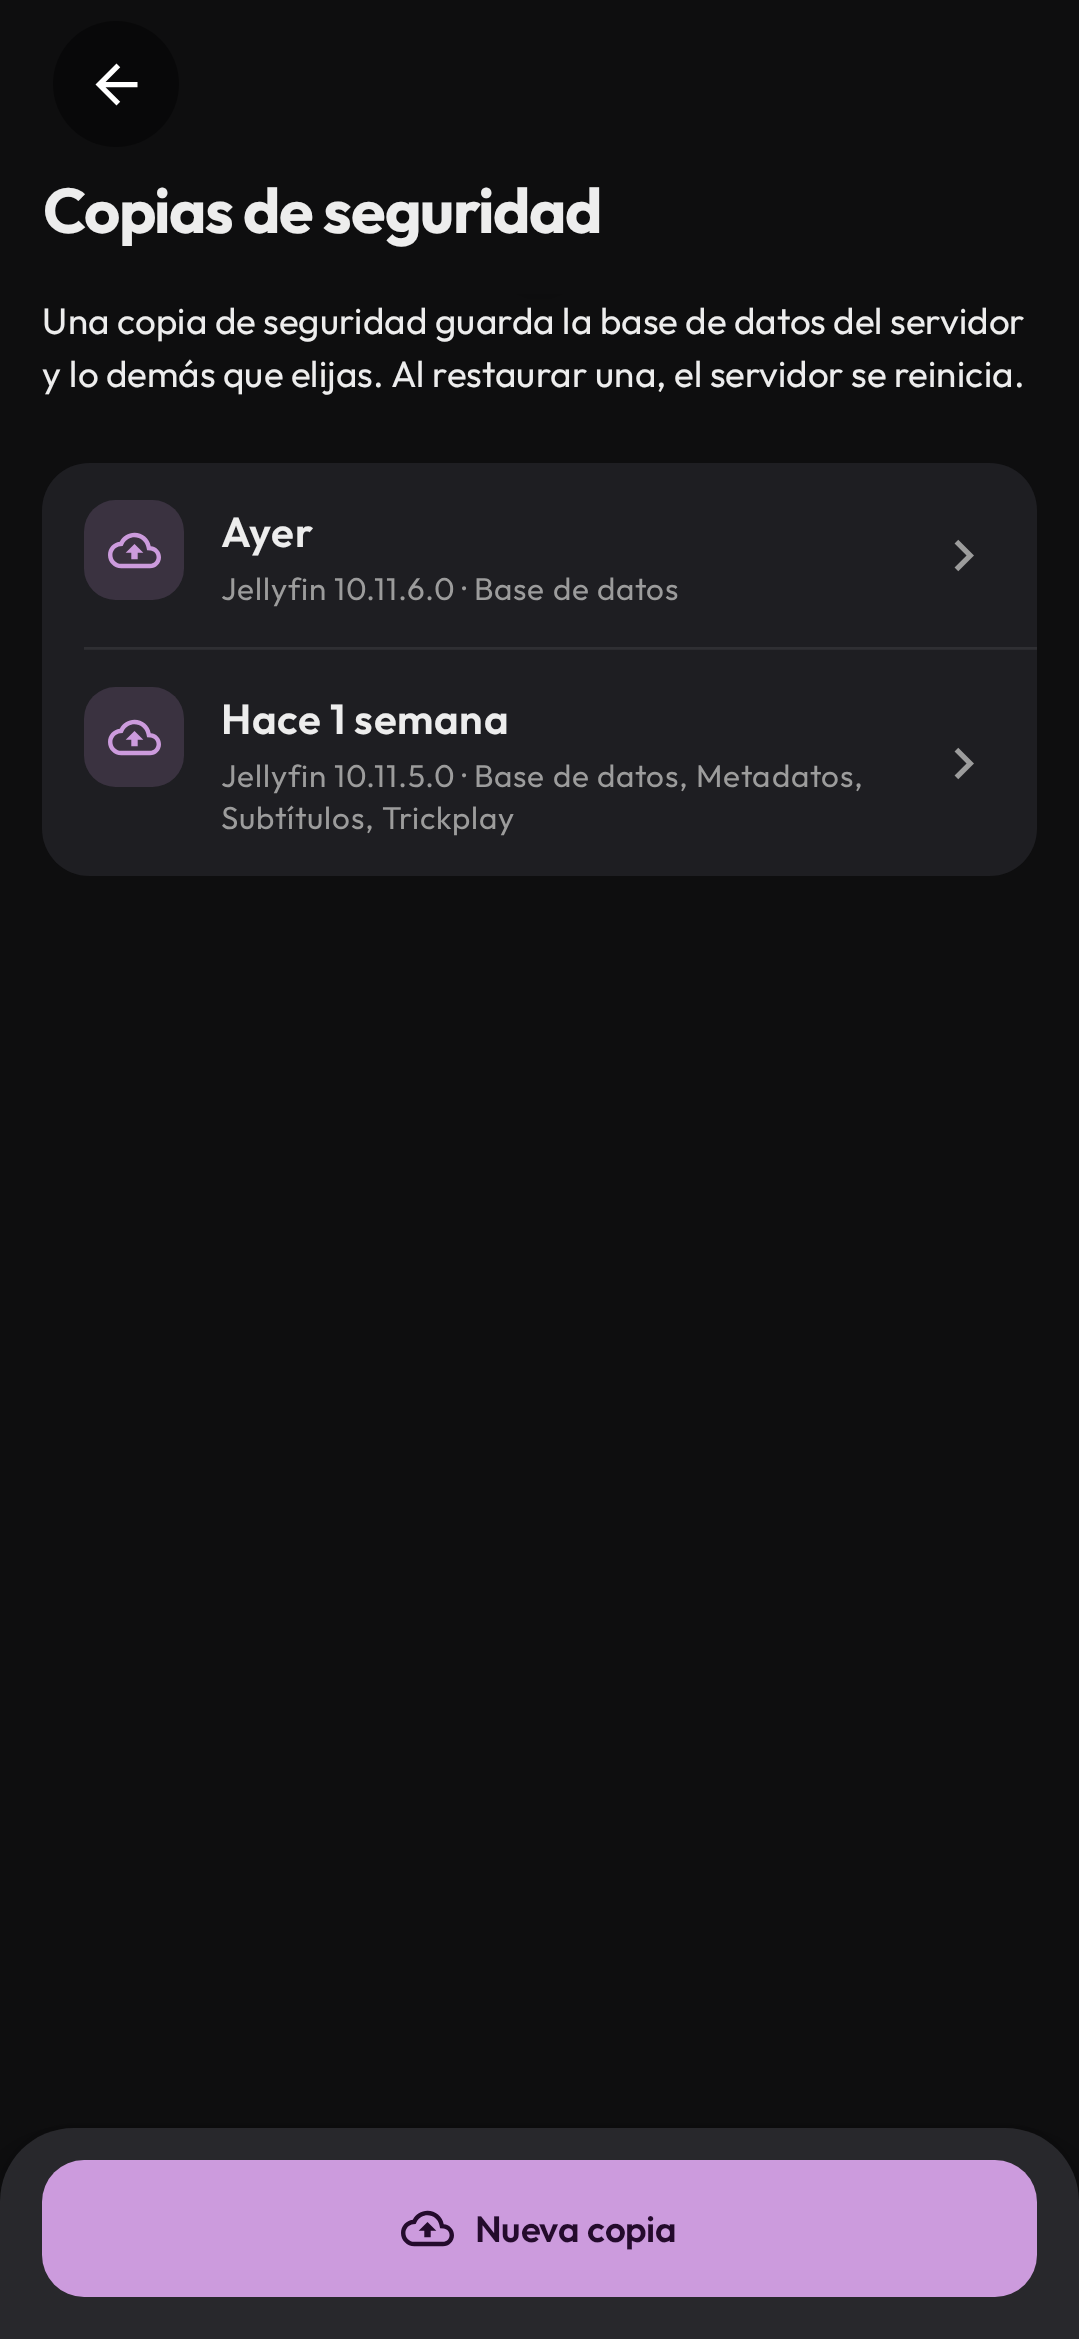 Copias de seguridad
Una copia de seguridad guarda la base de datos del servidor
y lo demás que elijas. Al restaurar una, el servidor se reinicia.
Ayer
Jellyfin 10.11.6.0 · Base de datos
Hace 1 semana
Jellyfin 10.11.5.0 · Base de datos, Metadatos,
Subtítulos, Trickplay
Nueva copia